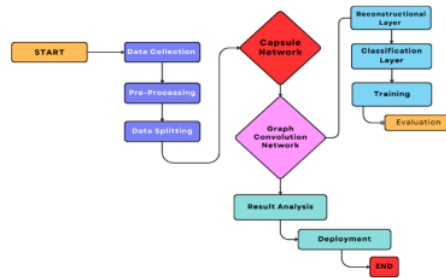 START
Data Collection
Pre-Processing
Data Splitting
Capsule
Network
Graph
Convolution
Network
Reconstructional
Layer
Classification
Layer
Training
Evaluation
Result Analysis
Deployment
END